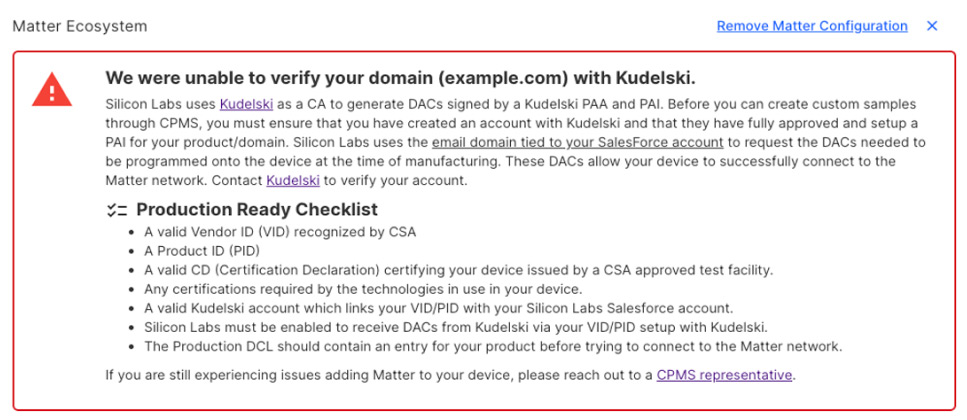 Matter Ecosystem
Remove Matter Configuration ×
We were unable to verify your domain (example.com) with Kudelski.
Silicon Labs uses Kudelski as a CA to generate DACs signed by a Kudelski PAA and PAI. Before you can create custom samples
through CPMS, you must ensure that you have created an account with Kudelski and that they have fully approved and setup a
PAI for your product/domain. Silicon Labs uses the email domain tied to your SalesForce account to request the DACs needed to
be programmed onto the device at the time of manufacturing. These DACs allow your device to successfully connect to the
Matter network. Contact Kudelski to verify your account.
Production Ready Checklist
• A valid Vendor ID (VID) recognized by CSA
• A Product ID (PID)
• A valid CD (Certification Declaration) certifying your device issued by a CSA approved test facility.
• Any certifications required by the technologies in use in your device.
• A valid Kudelski account which links your VID/PID with your Silicon Labs Salesforce account.
• Silicon Labs must be enabled to receive DACs from Kudelski via your VID/PID setup with Kudelski.
• The Production DCL should contain an entry for your product before trying to connect to the Matter network.
If you are still experiencing issues adding Matter to your device, please reach out to a CPMS representative.